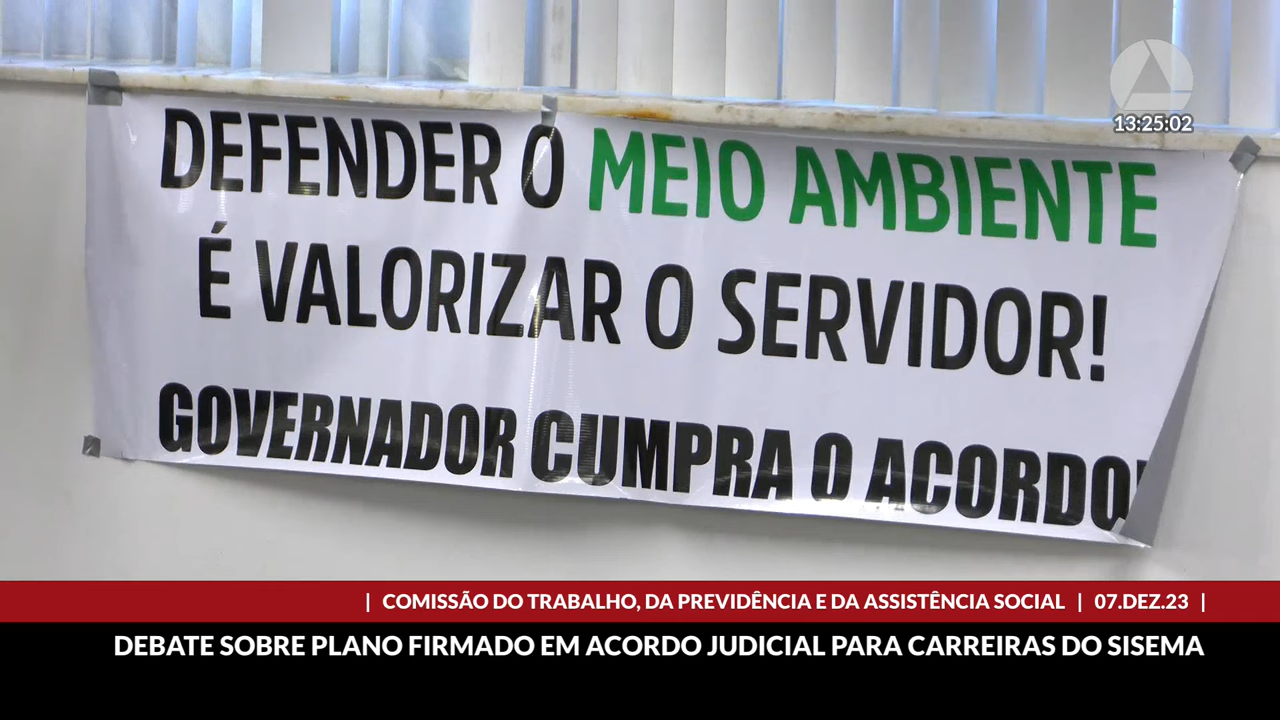 13:25:02
DEFENDER O MEIO AMBIENTE
É VALORIZAR O SERVIDOR!
GOVERNADOR CUMPRA O ACORDO!
| COMISSÃO DO TRABALHO, DA PREVIDÊNCIA E DA ASSISTÊNCIA SOCIAL | 07.DEZ.23 |
DEBATE SOBRE PLANO FIRMADO EM ACORDO JUDICIAL PARA CARREIRAS DO SISEMA